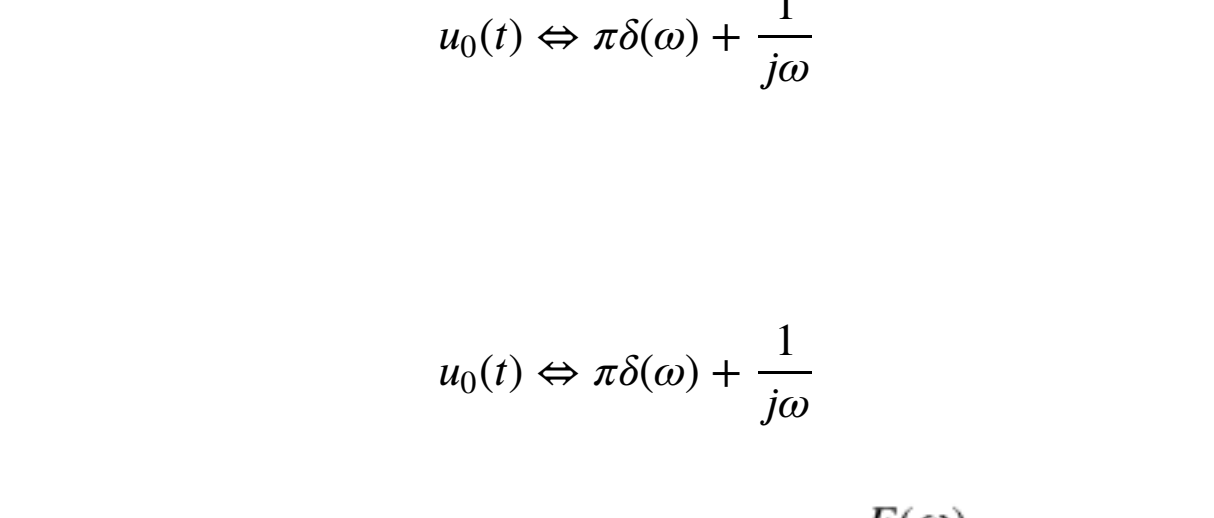 u₀(t) ⇔ πδ(ω) + 1/jω
u₀(t) ⇔ πδ(ω) + 1/jω